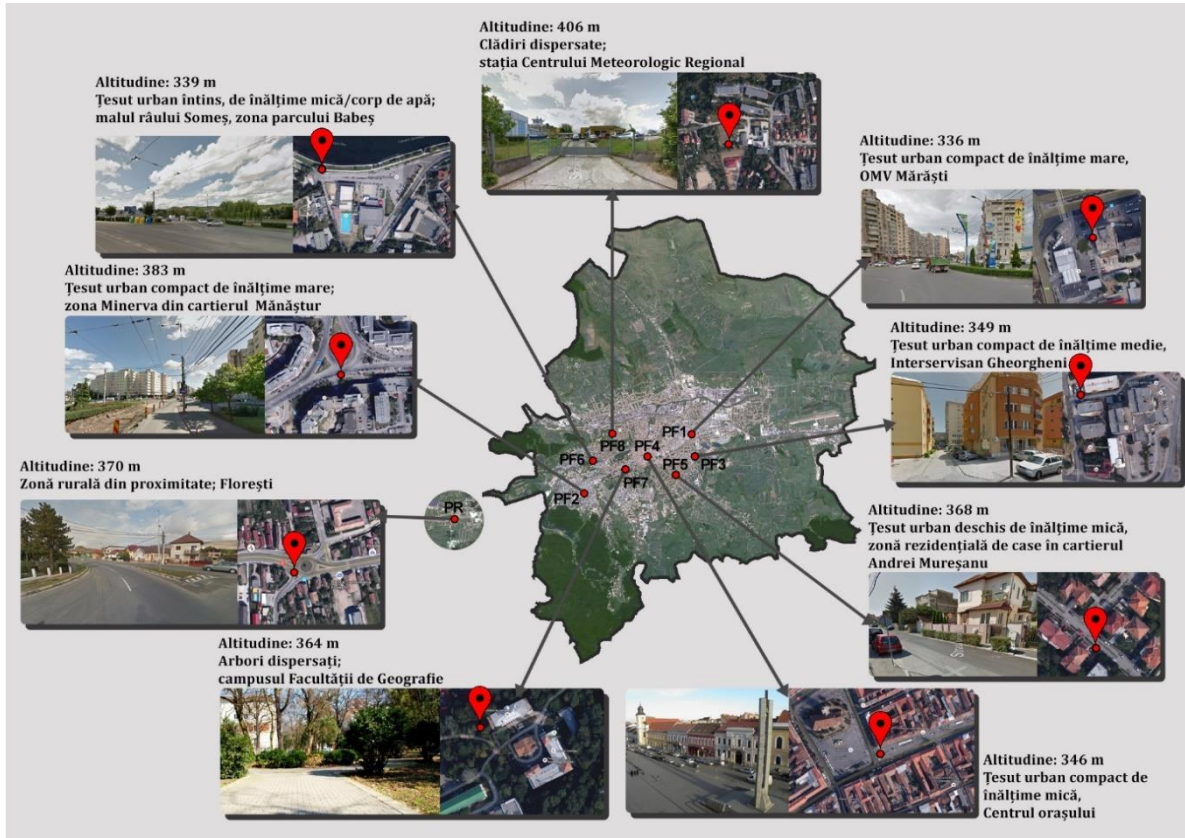 Altitudine: 406 m
Clădiri dispersate;
stația Centrului Meteorologic Regional
Altitudine: 339 m
Țesut urban întins, de înălțime mică/corp de apă;
malul râului Someș, zona parcului Babeș
Altitudine: 336 m
Țesut urban compact de înălțime mare,
OMV Mărăști
Altitudine: 383 m
Țesut urban compact de înălțime mare;
zona Minerva din cartierul Mănăștur
Altitudine: 349 m
Țesut urban compact de înălțime medie,
Interservisan Gheorgheni
Altitudine: 370 m
Zonă rurală din proximitate; Florești
PF1
PF8
PF4
PF3
PF6
PF5
PF7
PF2
PR
Altitudine: 368 m
Țesut urban deschis de înălțime mică,
zonă rezidențială de case în cartierul
Andrei Mureșanu
Altitudine: 364 m
Arbori dispersați;
campusul Facultății de Geografie
Altitudine: 346 m
Țesut urban compact de
înălțime mică,
Centrul orașului